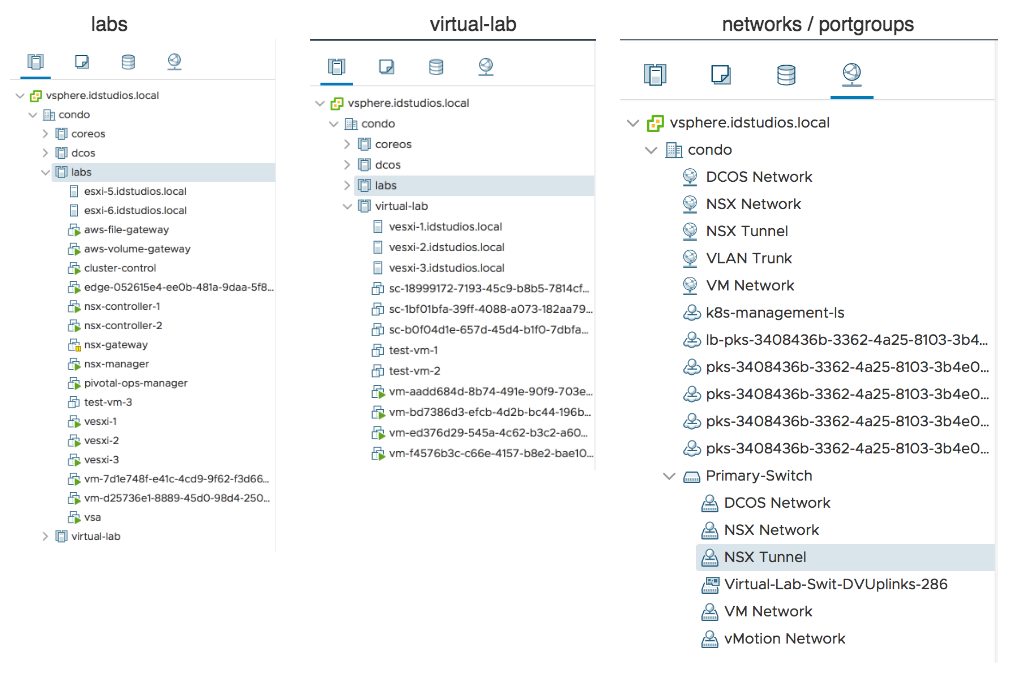 labs
vsphere.idstudios.local
condo
coreos
dcos
labs
esxi-5.idstudios.local
esxi-6.idstudios.local
aws-file-gateway
aws-volume-gateway
cluster-control
edge-052615e4-ee0b-481a-9daa-5f8...
nsx-controller-1
nsx-controller-2
nsx-gateway
nsx-manager
pivotal-ops-manager
test-vm-3
vesxi-1
vesxi-2
vesxi-3
vm-7d1e748f-e41c-4cd9-9f62-f3d66...
vm-d25736e1-8889-45d0-98d4-250...
vsa
virtual-lab
virtual-lab
vsphere.idstudios.local
condo
coreos
dcos
labs
virtual-lab
vesxi-1.idstudios.local
vesxi-2.idstudios.local
vesxi-3.idstudios.local
sc-18999172-7193-45c9-b8b5-7814cf...
sc-1bf01bfa-39ff-4088-a073-182aa79...
sc-b0f04d1e-657d-45d4-b1f0-7dbfa...
test-vm-1
test-vm-2
vm-aadd684d-8b74-491e-90f9-703e...
vm-bd7386d3-efcb-4d2b-bc44-196b...
vm-ed376d29-545a-4c62-b3c2-a60...
vm-f4576b3c-c66e-4157-b8e2-bae10...
networks / portgroups
vsphere.idstudios.local
condo
DCOS Network
NSX Network
NSX Tunnel
VLAN Trunk
VM Network
k8s-management-ls
lb-pks-3408436b-3362-4a25-8103-3b4...
pks-3408436b-3362-4a25-8103-3b4e0...
pks-3408436b-3362-4a25-8103-3b4e0...
pks-3408436b-3362-4a25-8103-3b4e0...
pks-3408436b-3362-4a25-8103-3b4e0...
Primary-Switch
DCOS Network
NSX Network
NSX Tunnel
Virtual-Lab-Swit-DVUplinks-286
VM Network
vMotion Network